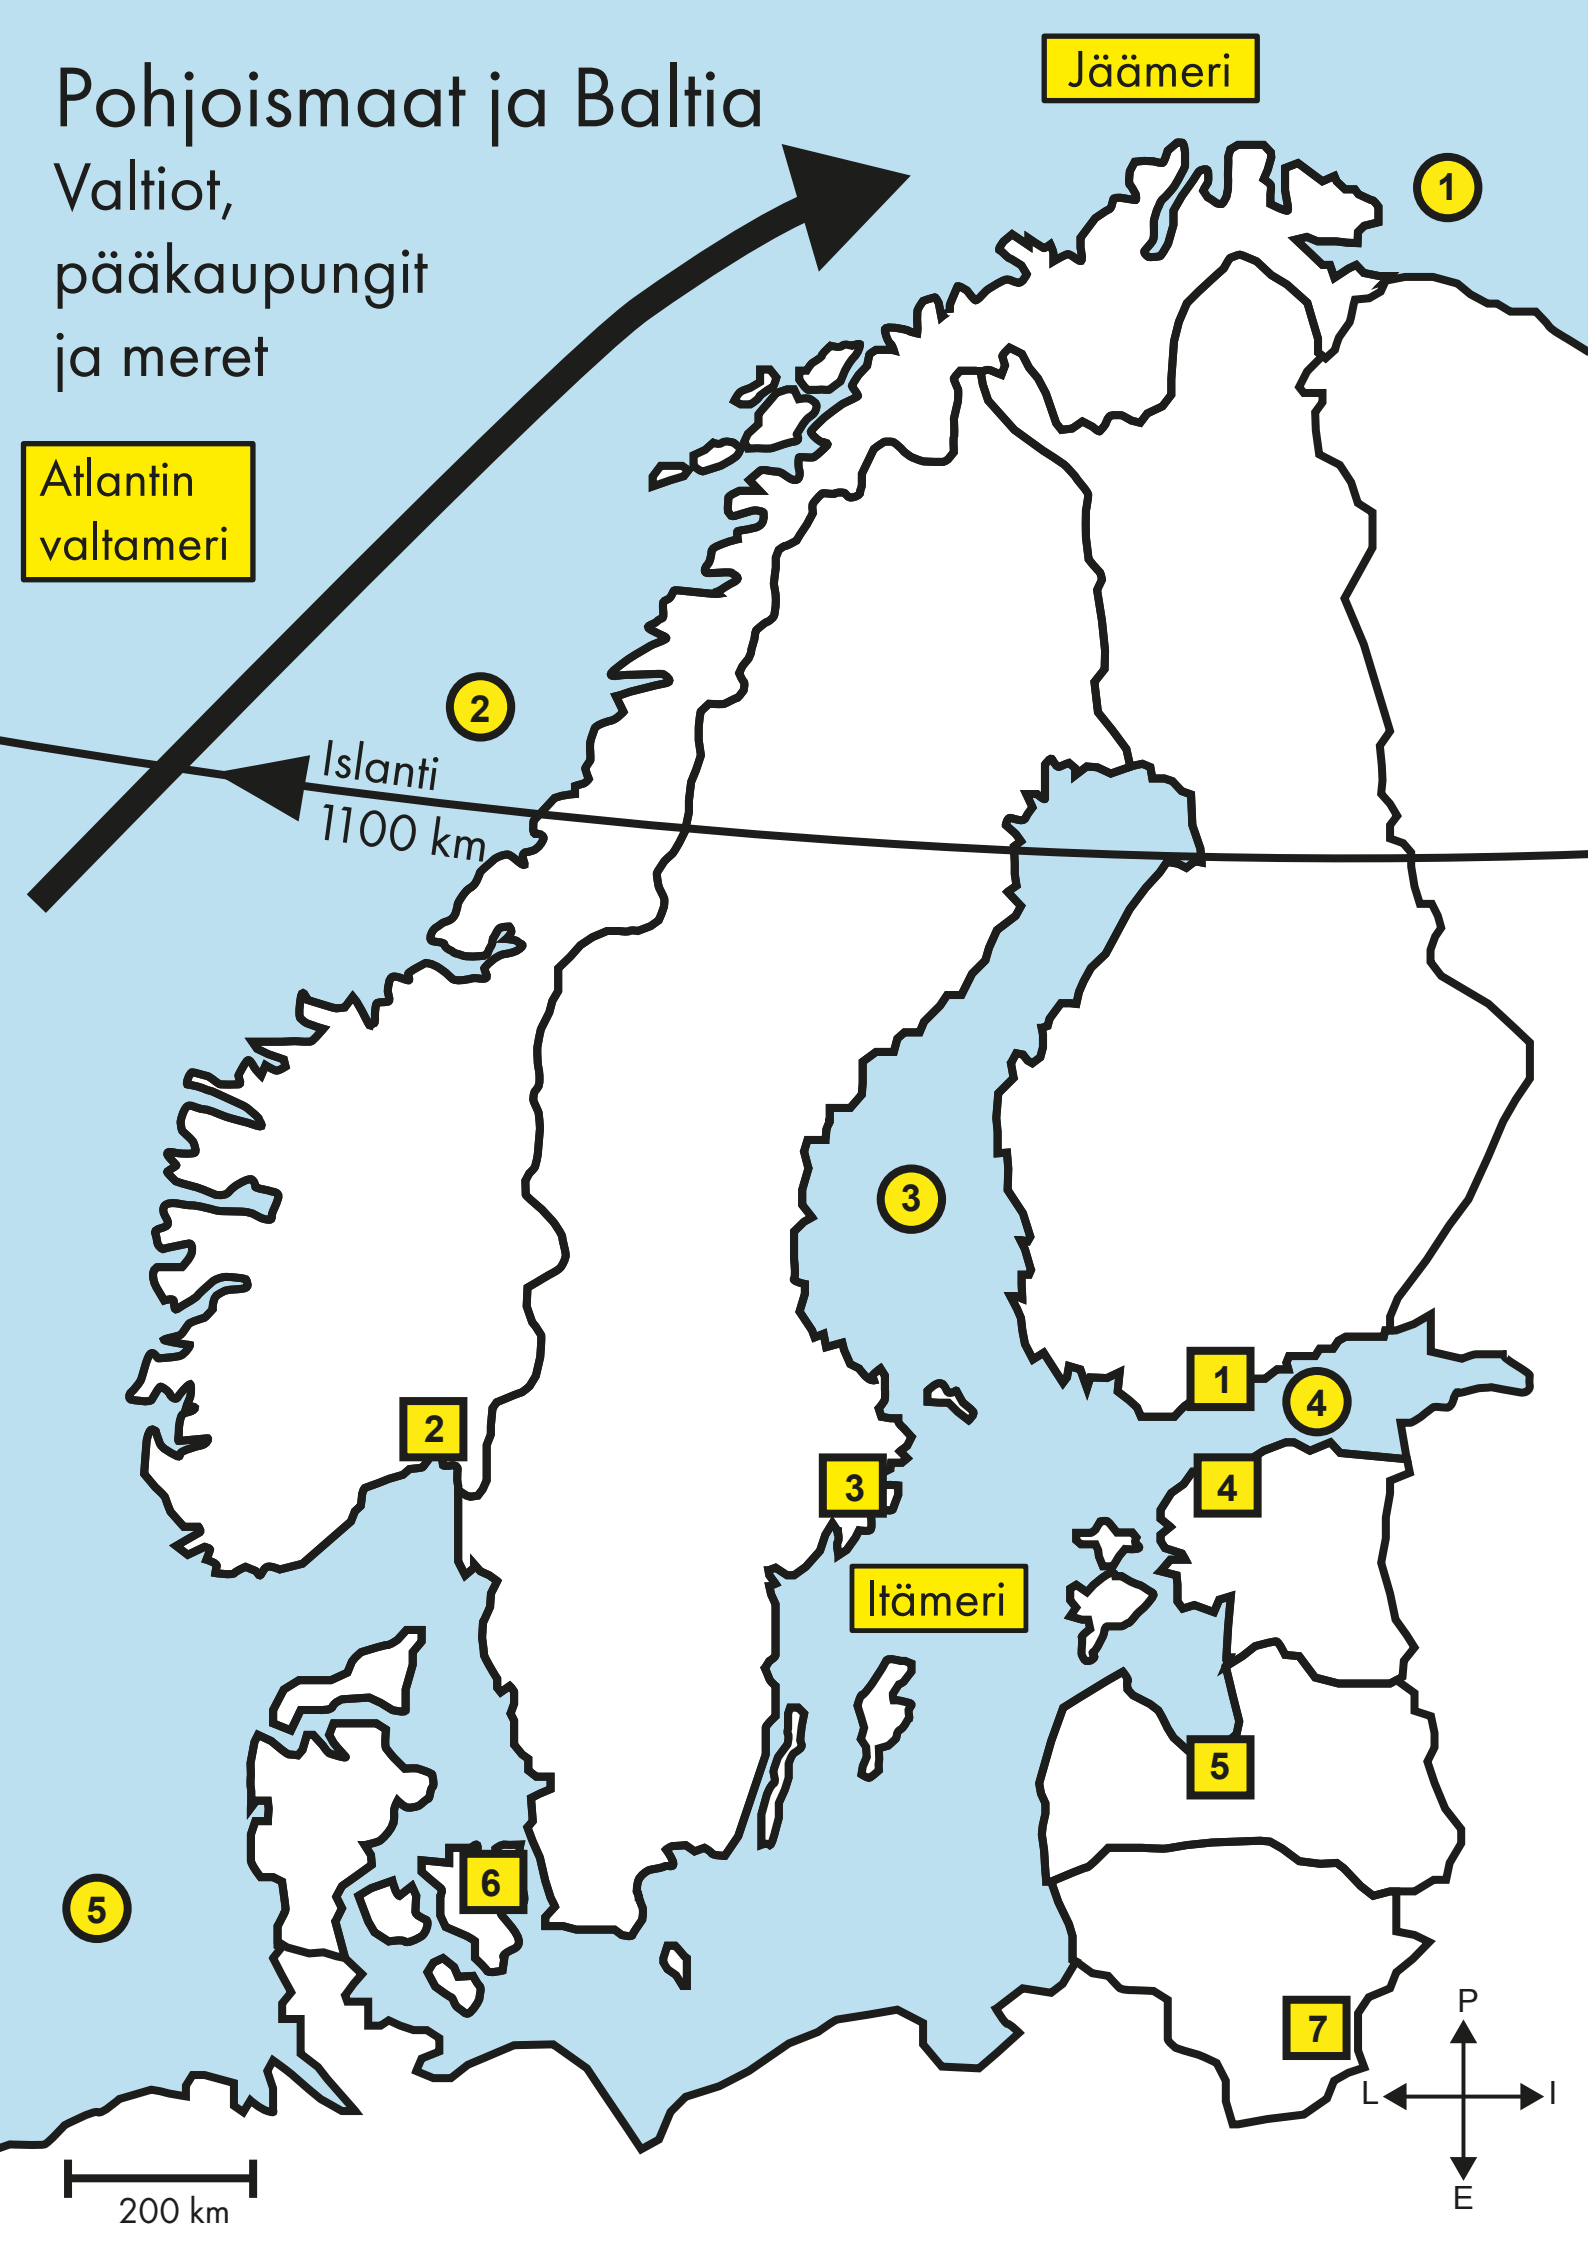 Pohjoismaat ja Baltia
Valtiot,
pääkaupungit
ja meret
Jäämeri
1
Atlantin
valtameri
2
Islanti
1100 km
3
1
4
2
3
4
Itämeri
5
6
5
7
P
L
I
E
200 km